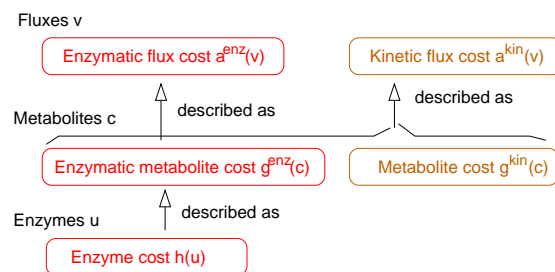 Fluxes v
Enzymatic flux cost a^enz(v)
Kinetic flux cost a^kin(v)
described as
described as
Metabolites c
Enzymatic metabolite cost g^enz(c)
Metabolite cost g^kin(c)
described as
Enzymes u
Enzyme cost h(u)